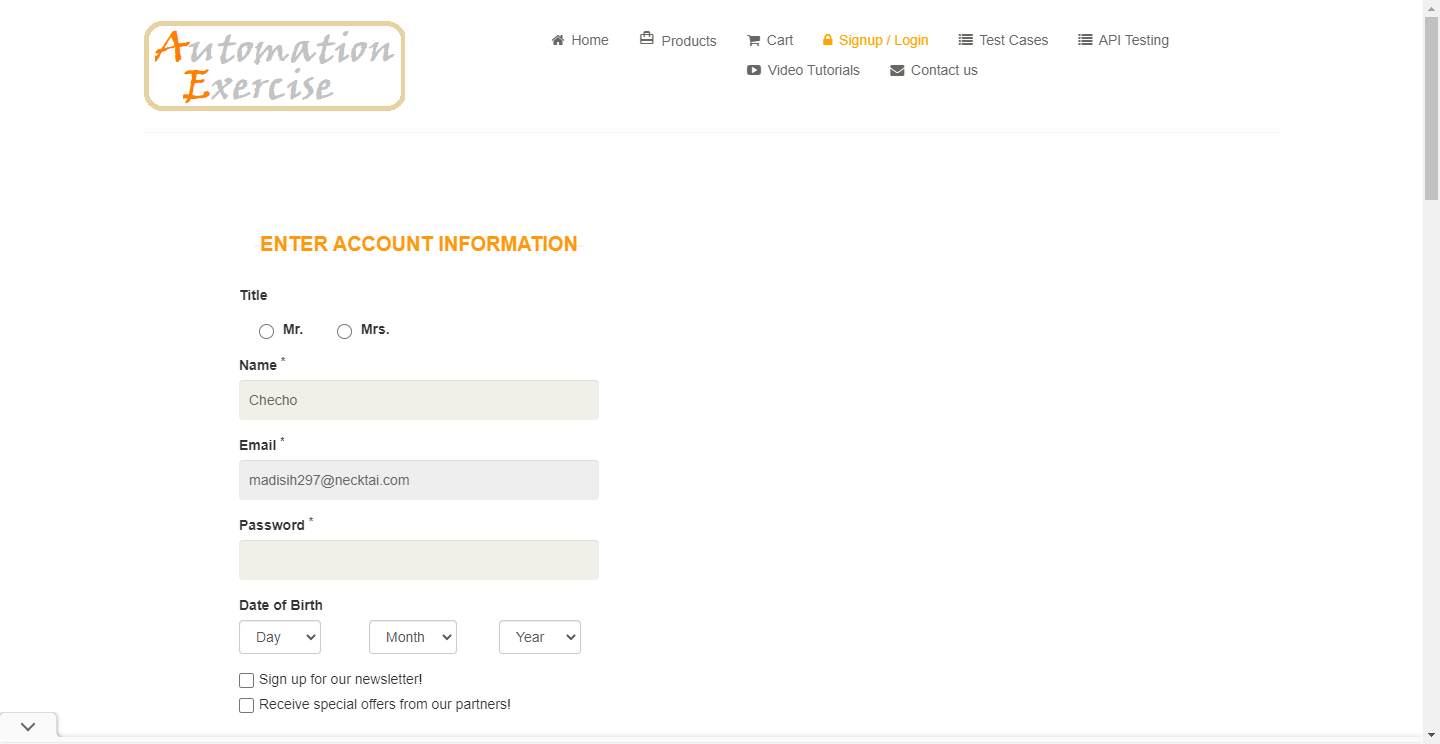 Automation
Exercise
Home Products Cart Signup / Login Test Cases API Testing
Video Tutorials Contact us
ENTER ACCOUNT INFORMATION
Title
Mr. Mrs.
Name *
Checho
Email *
madisih297@necktai.com
Password *
Date of Birth
Day Month Year
Sign up for our newsletter!
Receive special offers from our partners!